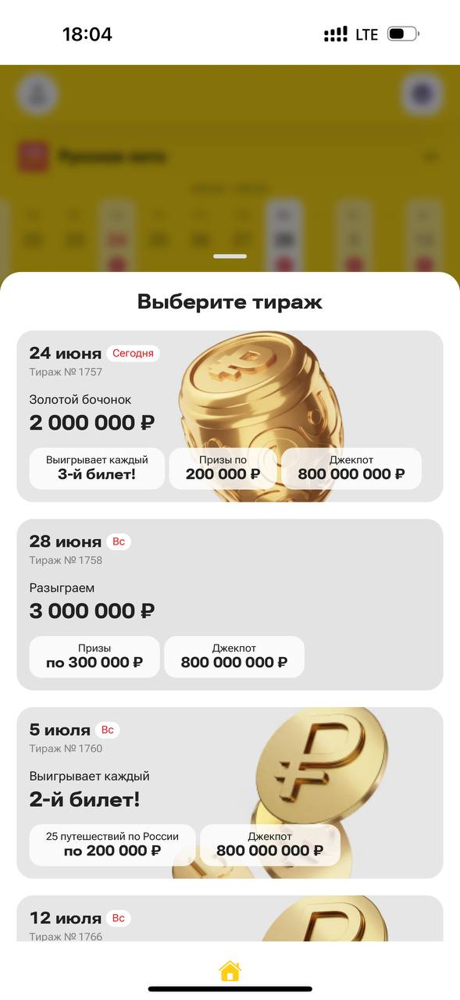 18:04
LTE
Русское лото
Выберите тираж
24 июня Сегодня
Тираж № 1757
Золотой бочонок
2 000 000 ₽
Выигрывает каждый
3-й билет!
Призы по
200 000 ₽
Джекпот
800 000 000 ₽
28 июня Вс
Тираж № 1758
Разыграем
3 000 000 ₽
Призы
по 300 000 ₽
Джекпот
800 000 000 ₽
5 июля Вс
Тираж № 1760
Выигрывает каждый
2-й билет!
25 путешествий по России
по 200 000 ₽
Джекпот
800 000 000 ₽
12 июля Вс
Тираж № 1766